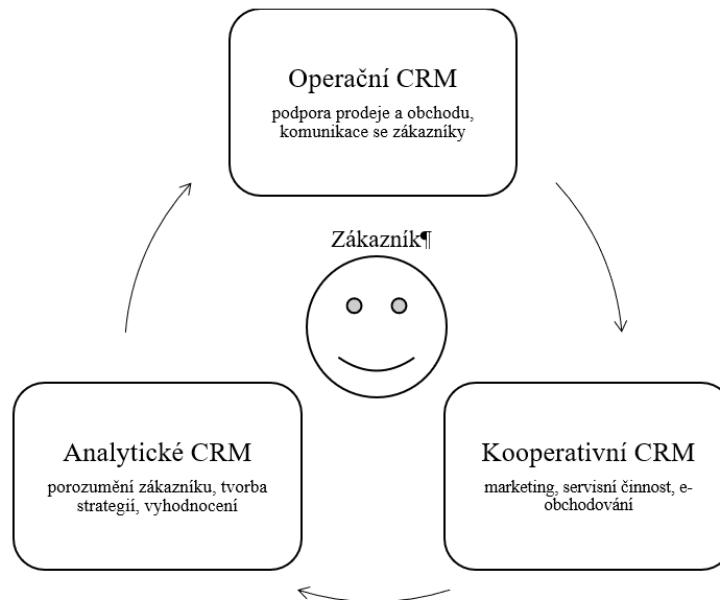 Operační CRM
podpora prodeje a obchodu,
komunikace se zákazníky
Zákazník¶
Analytické CRM
porozumění zákazníku, tvorba
strategií, vyhodnocení
Kooperativní CRM
marketing, servisní činnost, e-
obchodování